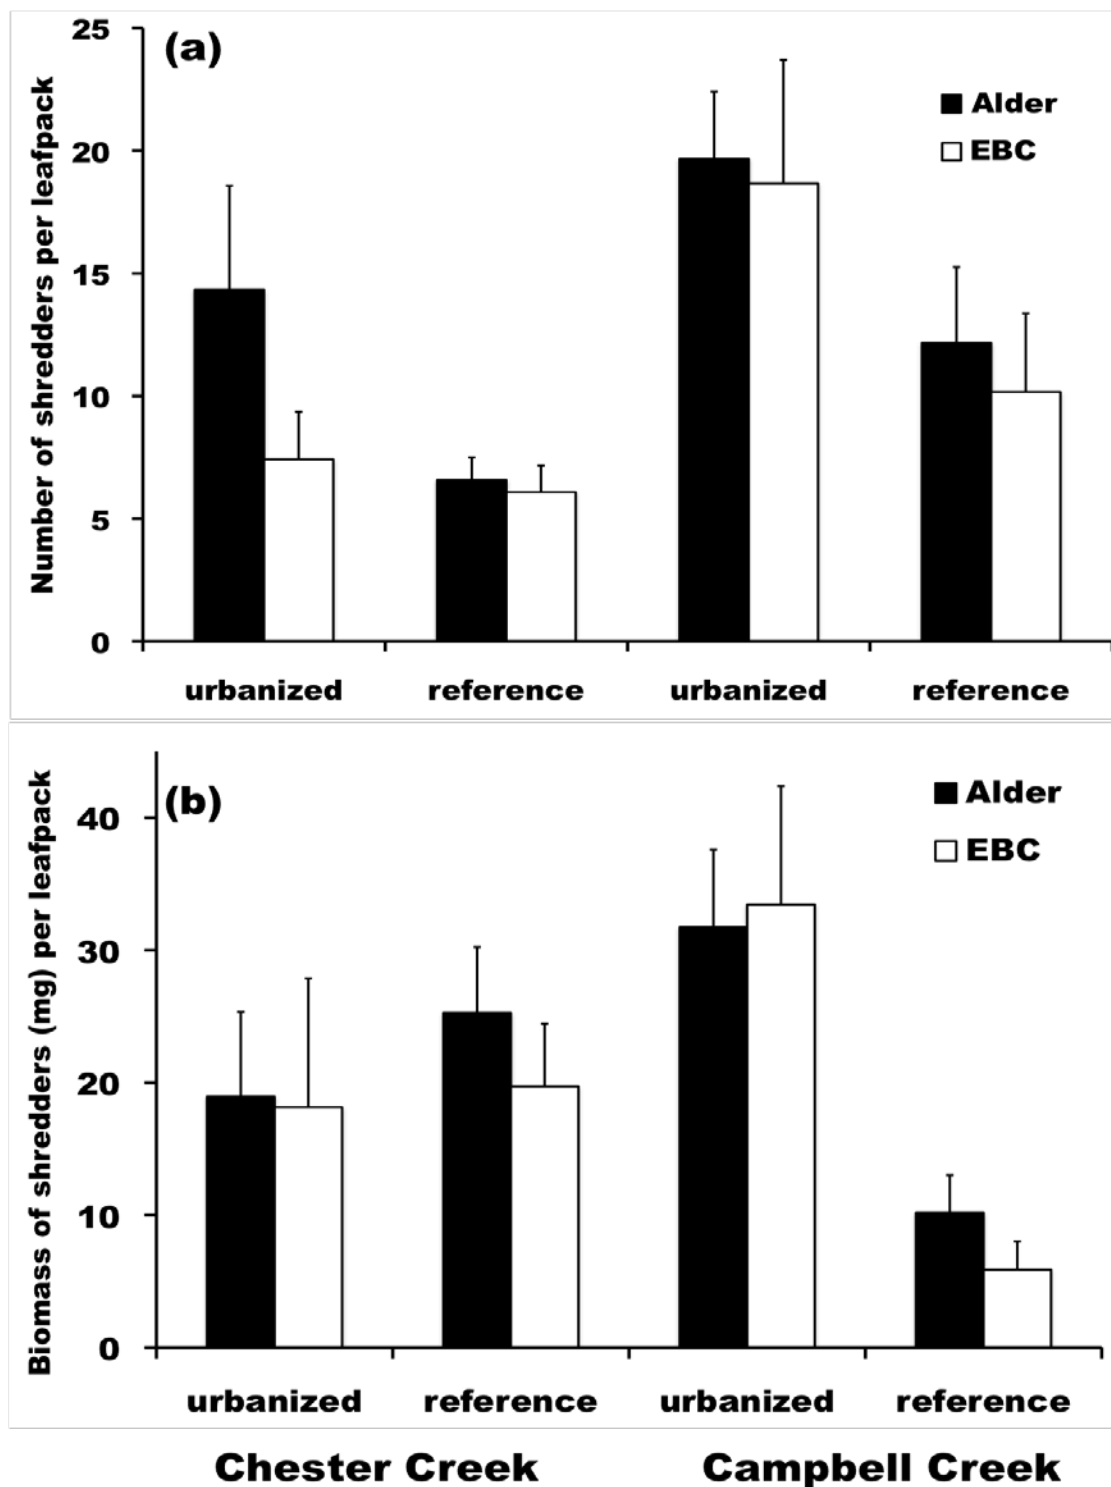 (a)
Alder
EBC
Number of shredders per leafpack
25
20
15
10
5
0
urbanized reference urbanized reference
(b)
Alder
EBC
Biomass of shredders (mg) per leafpack
40
30
20
10
0
urbanized reference urbanized reference
Chester Creek Campbell Creek